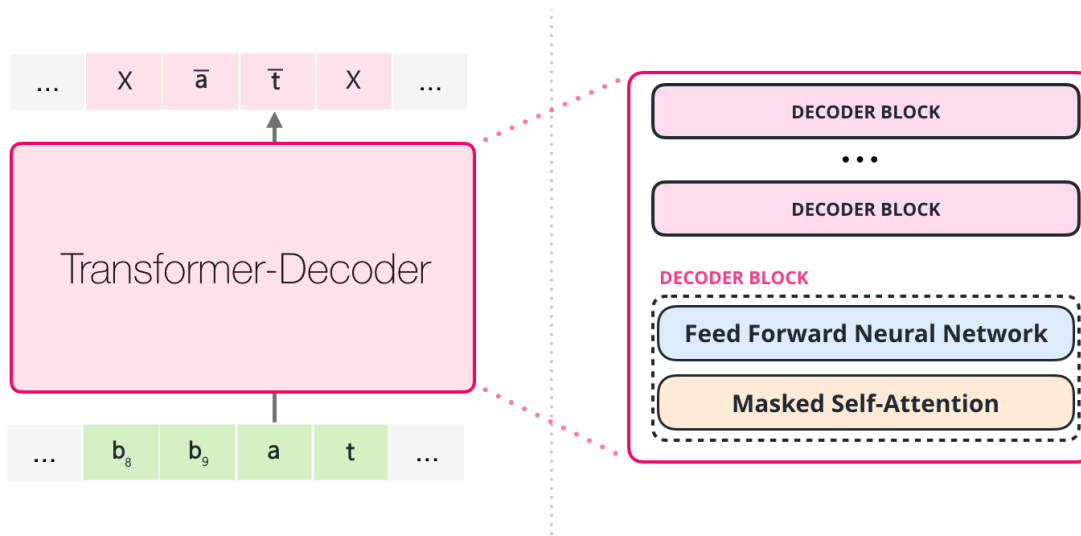 ... X a̅ t̅ X ...
Transformer-Decoder
... b₈ b₉ a t ...
DECODER BLOCK
...
DECODER BLOCK
DECODER BLOCK
Feed Forward Neural Network
Masked Self-Attention